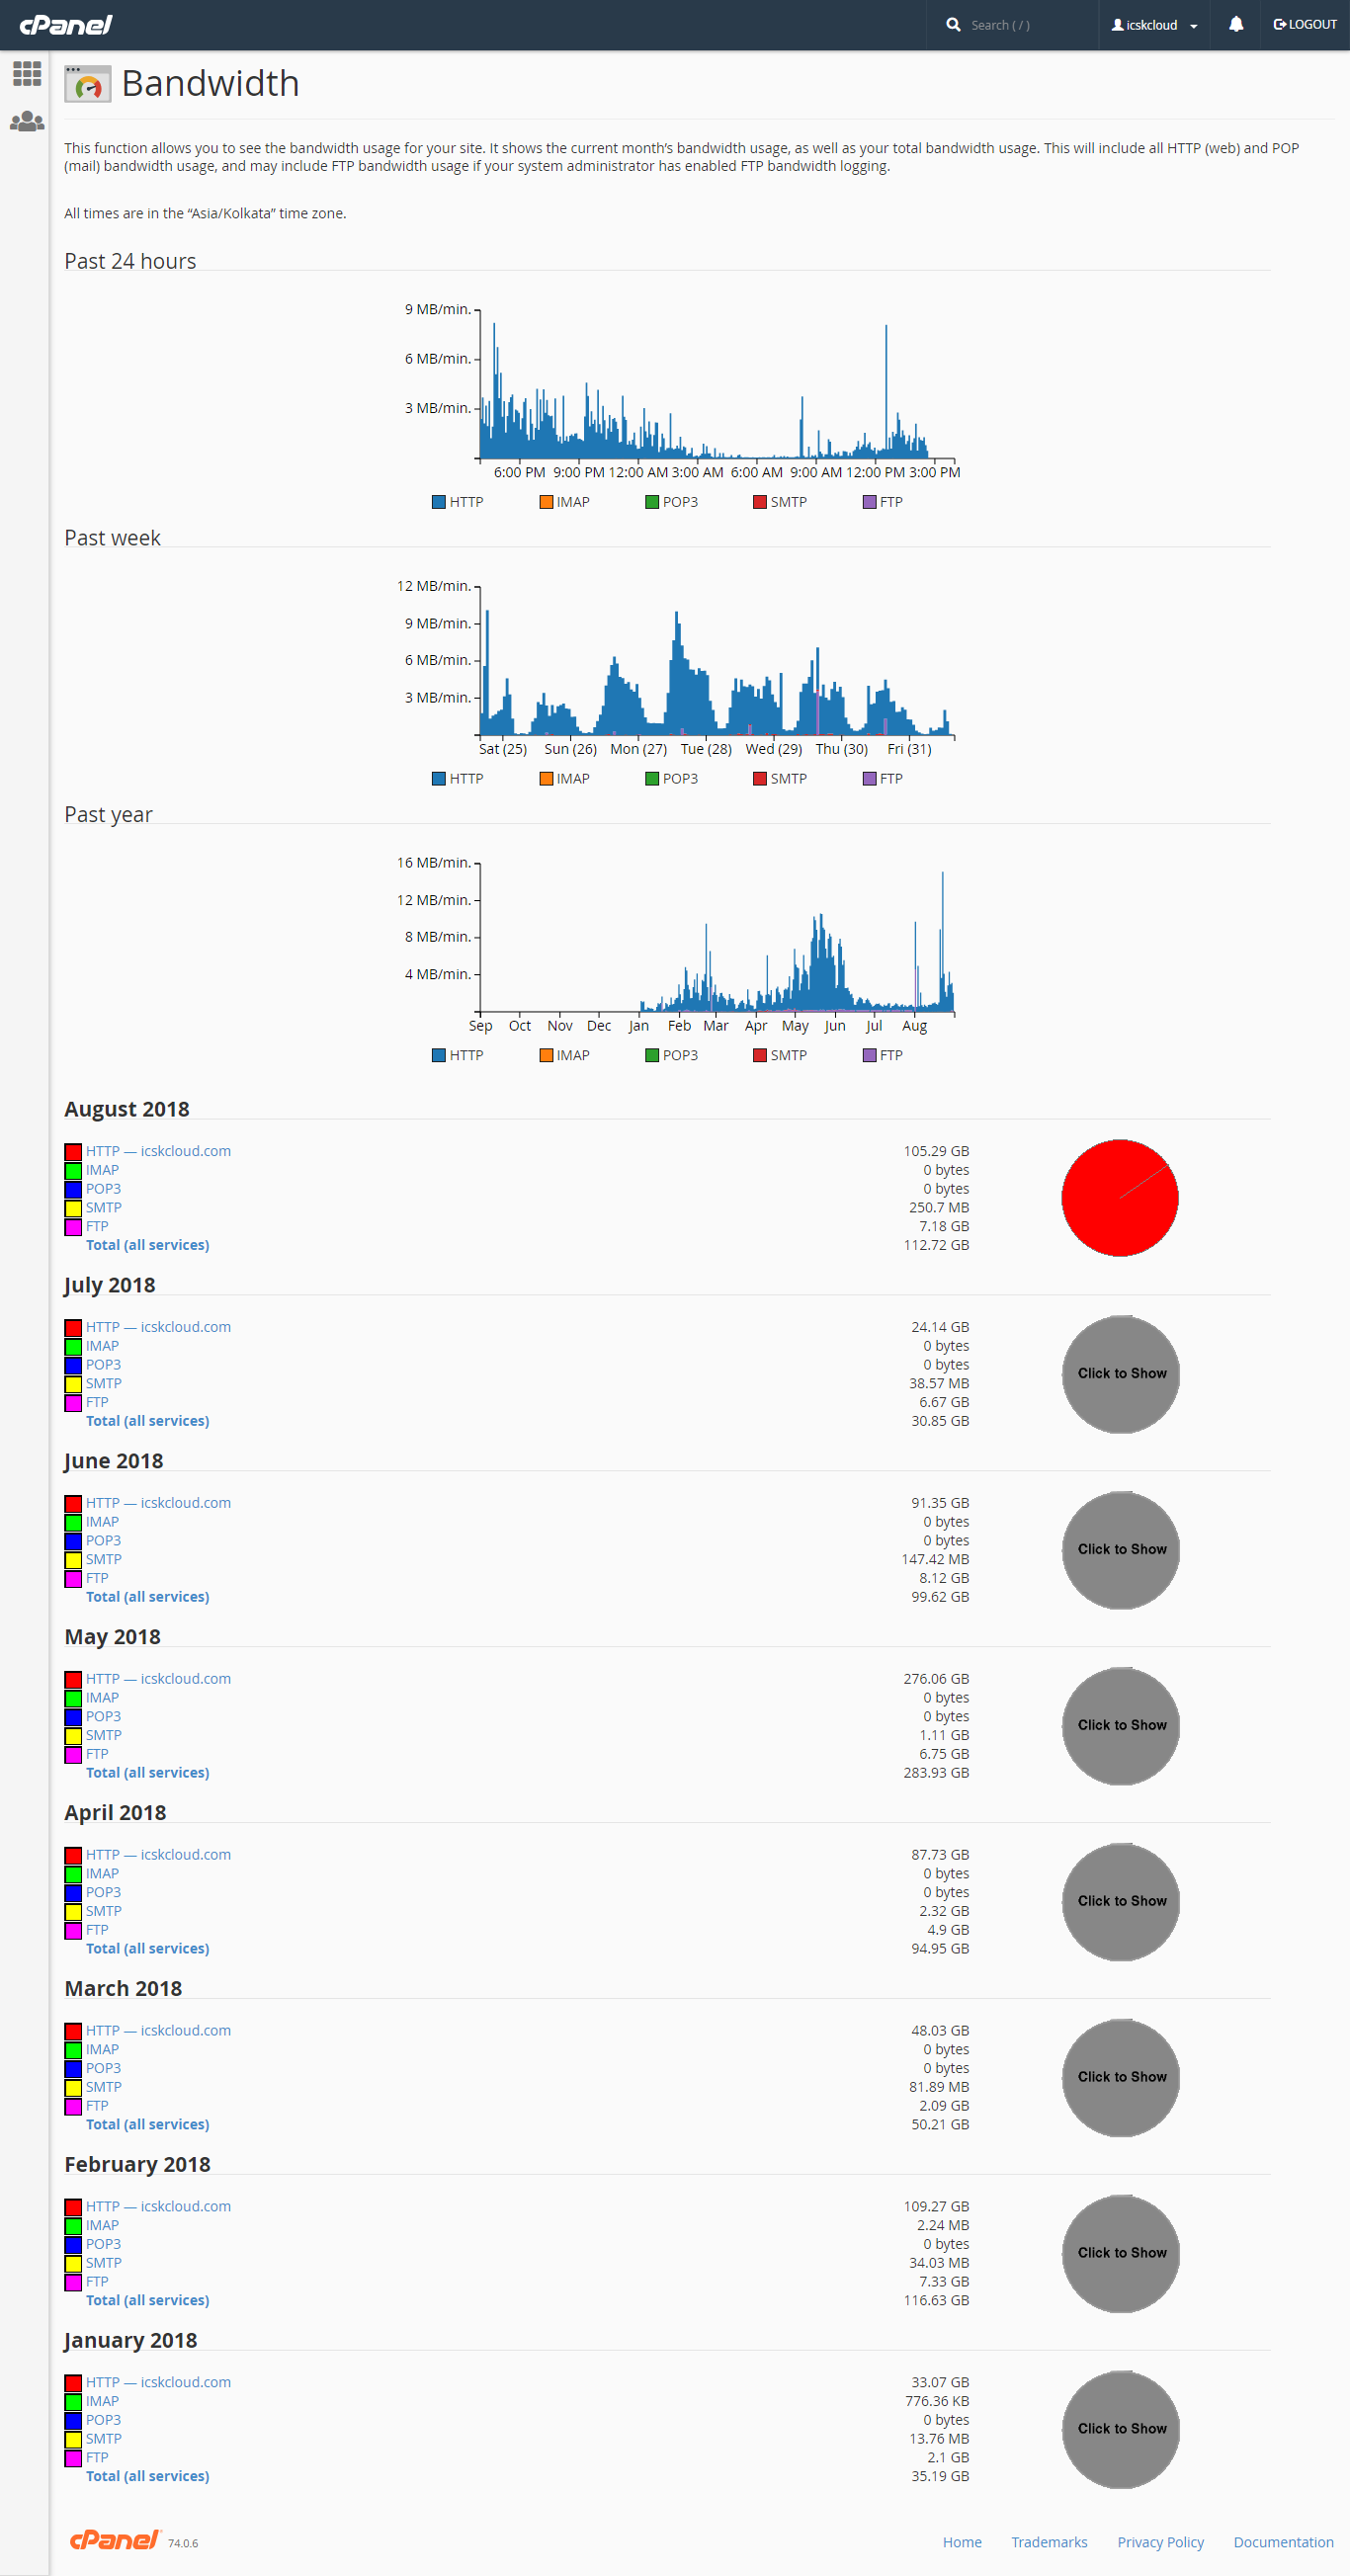 cPanel
Search ( / )
icskcloud
LOGOUT
Bandwidth
This function allows you to see the bandwidth usage for your site. It shows the current month’s bandwidth usage, as well as your total bandwidth usage. This will include all HTTP (web) and POP
(mail) bandwidth usage, and may include FTP bandwidth usage if your system administrator has enabled FTP bandwidth logging.
All times are in the “Asia/Kolkata” time zone.
Past 24 hours
9 MB/min.
6 MB/min.
3 MB/min.
6:00 PM 9:00 PM 12:00 AM 3:00 AM 6:00 AM 9:00 AM 12:00 PM 3:00 PM
HTTP IMAP POP3 SMTP FTP
Past week
12 MB/min.
9 MB/min.
6 MB/min.
3 MB/min.
Sat (25) Sun (26) Mon (27) Tue (28) Wed (29) Thu (30) Fri (31)
HTTP IMAP POP3 SMTP FTP
Past year
16 MB/min.
12 MB/min.
8 MB/min.
4 MB/min.
Sep Oct Nov Dec Jan Feb Mar Apr May Jun Jul Aug
HTTP IMAP POP3 SMTP FTP
August 2018
HTTP — icskcloud.com 105.29 GB
IMAP 0 bytes
POP3 0 bytes
SMTP 250.7 MB
FTP 7.18 GB
Total (all services) 112.72 GB
July 2018
HTTP — icskcloud.com 24.14 GB
IMAP 0 bytes
POP3 0 bytes
SMTP 38.57 MB
FTP 6.67 GB
Total (all services) 30.85 GB
Click to Show
June 2018
HTTP — icskcloud.com 91.35 GB
IMAP 0 bytes
POP3 0 bytes
SMTP 147.42 MB
FTP 8.12 GB
Total (all services) 99.62 GB
Click to Show
May 2018
HTTP — icskcloud.com 276.06 GB
IMAP 0 bytes
POP3 0 bytes
SMTP 1.11 GB
FTP 6.75 GB
Total (all services) 283.93 GB
Click to Show
April 2018
HTTP — icskcloud.com 87.73 GB
IMAP 0 bytes
POP3 0 bytes
SMTP 2.32 GB
FTP 4.9 GB
Total (all services) 94.95 GB
Click to Show
March 2018
HTTP — icskcloud.com 48.03 GB
IMAP 0 bytes
POP3 0 bytes
SMTP 81.89 MB
FTP 2.09 GB
Total (all services) 50.21 GB
Click to Show
February 2018
HTTP — icskcloud.com 109.27 GB
IMAP 2.24 MB
POP3 0 bytes
SMTP 34.03 MB
FTP 7.33 GB
Total (all services) 116.63 GB
Click to Show
January 2018
HTTP — icskcloud.com 33.07 GB
IMAP 776.36 KB
POP3 0 bytes
SMTP 13.76 MB
FTP 2.1 GB
Total (all services) 35.19 GB
Click to Show
cPanel 74.0.6
Home Trademarks Privacy Policy Documentation